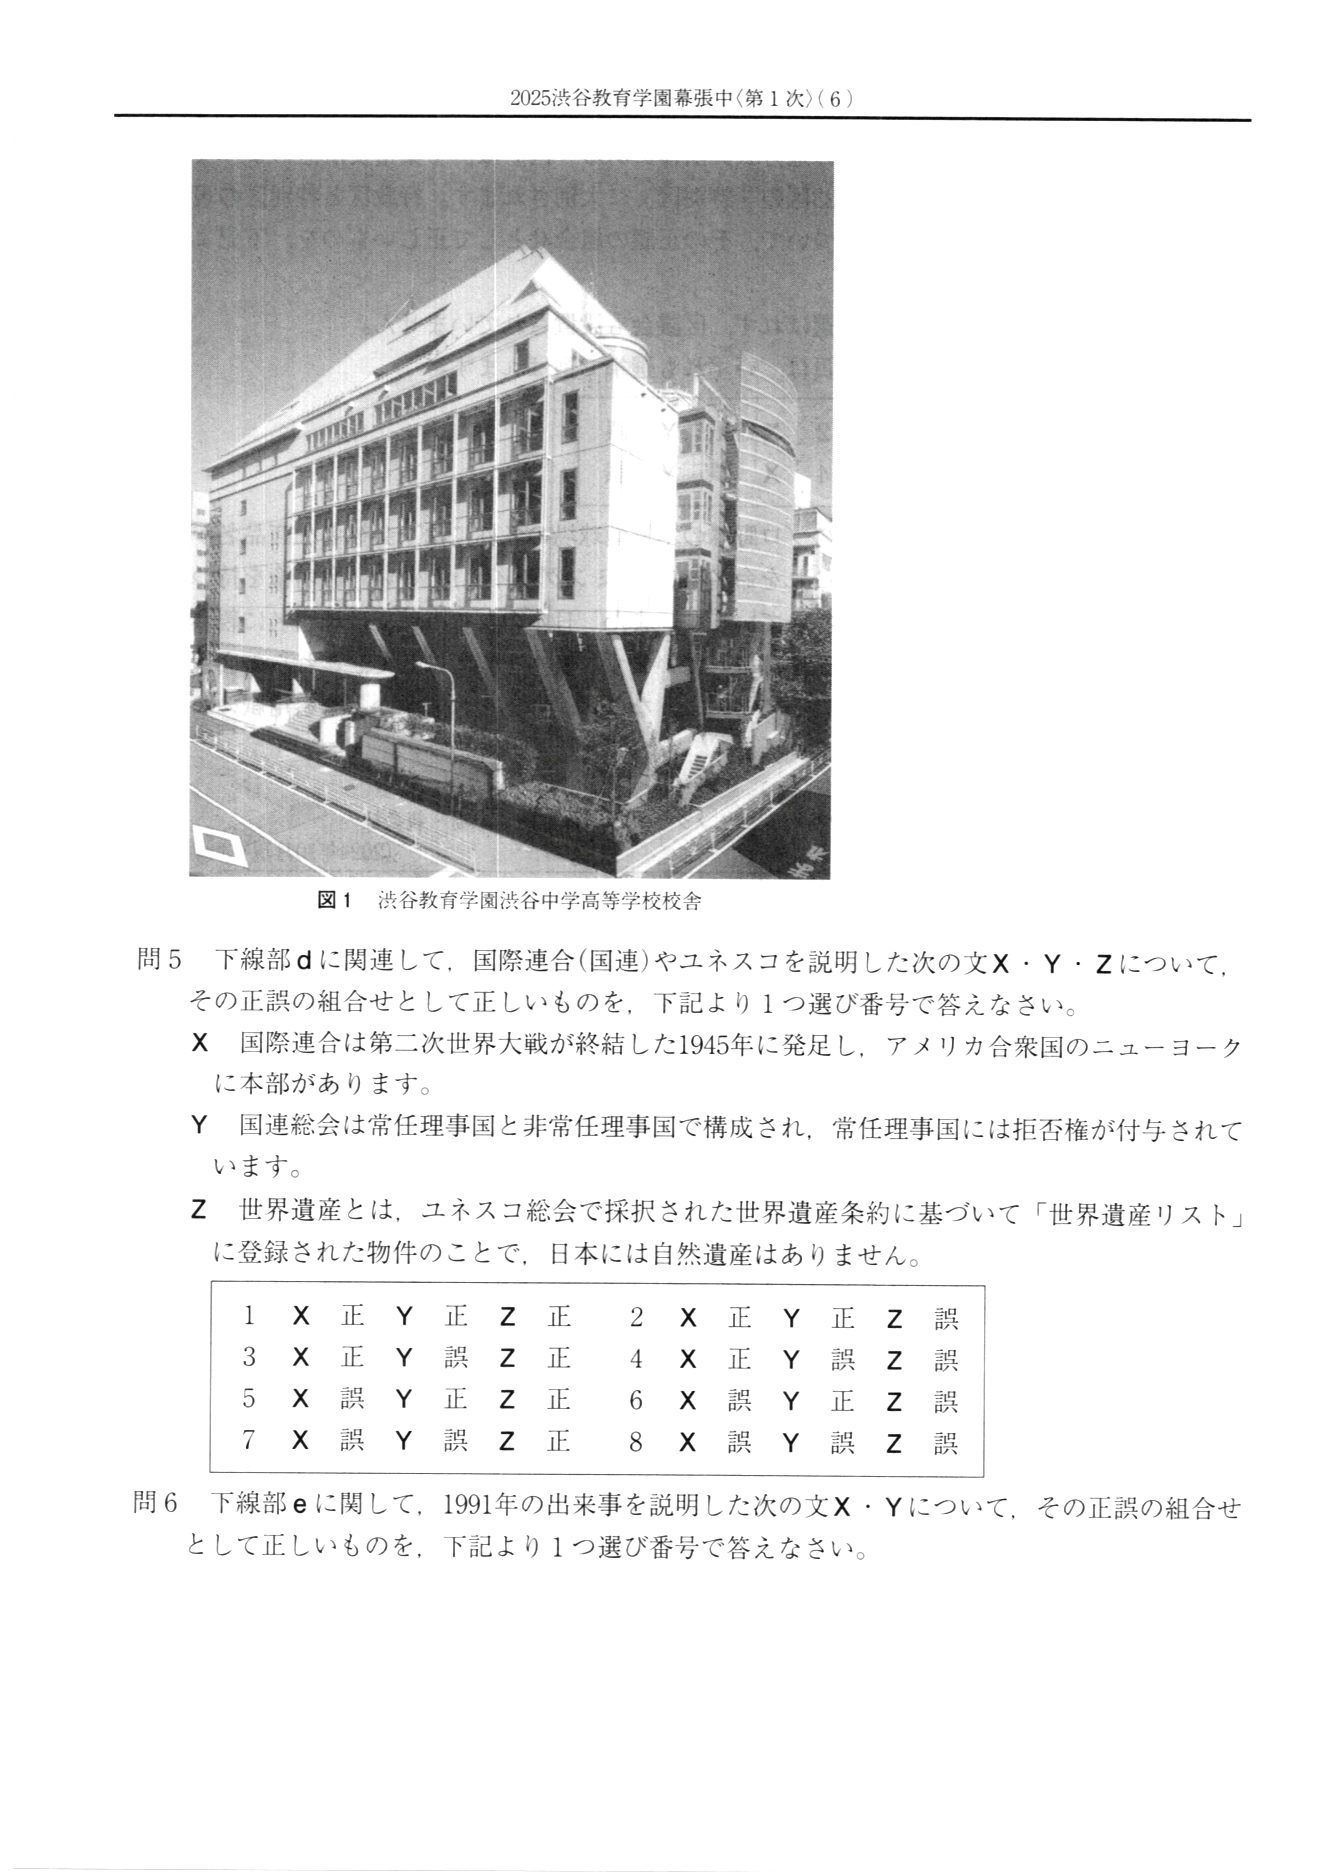 2025渋谷教育学園幕張中〈第1次〉(6)
図1 渋谷教育学園渋谷中学高等学校校舎
問5 下線部dに関連して，国際連合(国連)やユネスコを説明した次の文X・Y・Zについて，
その正誤の組合せとして正しいものを，下記より1つ選び番号で答えなさい。
X 国際連合は第二次世界大戦が終結した1945年に発足し，アメリカ合衆国のニューヨーク
に本部があります。
Y 国連総会は常任理事国と非常任理事国で構成され，常任理事国には拒否権が付与されて
います。
Z 世界遺産とは，ユネスコ総会で採択された世界遺産条約に基づいて「世界遺産リスト」
に登録された物件のことで，日本には自然遺産はありません。
1 X 正 Y 正 Z 正 2 X 正 Y 正 Z 誤
3 X 正 Y 誤 Z 正 4 X 正 Y 誤 Z 誤
5 X 誤 Y 正 Z 正 6 X 誤 Y 正 Z 誤
7 X 誤 Y 誤 Z 正 8 X 誤 Y 誤 Z 誤
問6 下線部eに関して，1991年の出来事を説明した次の文X・Yについて，その正誤の組合せ
として正しいものを，下記より1つ選び番号で答えなさい。